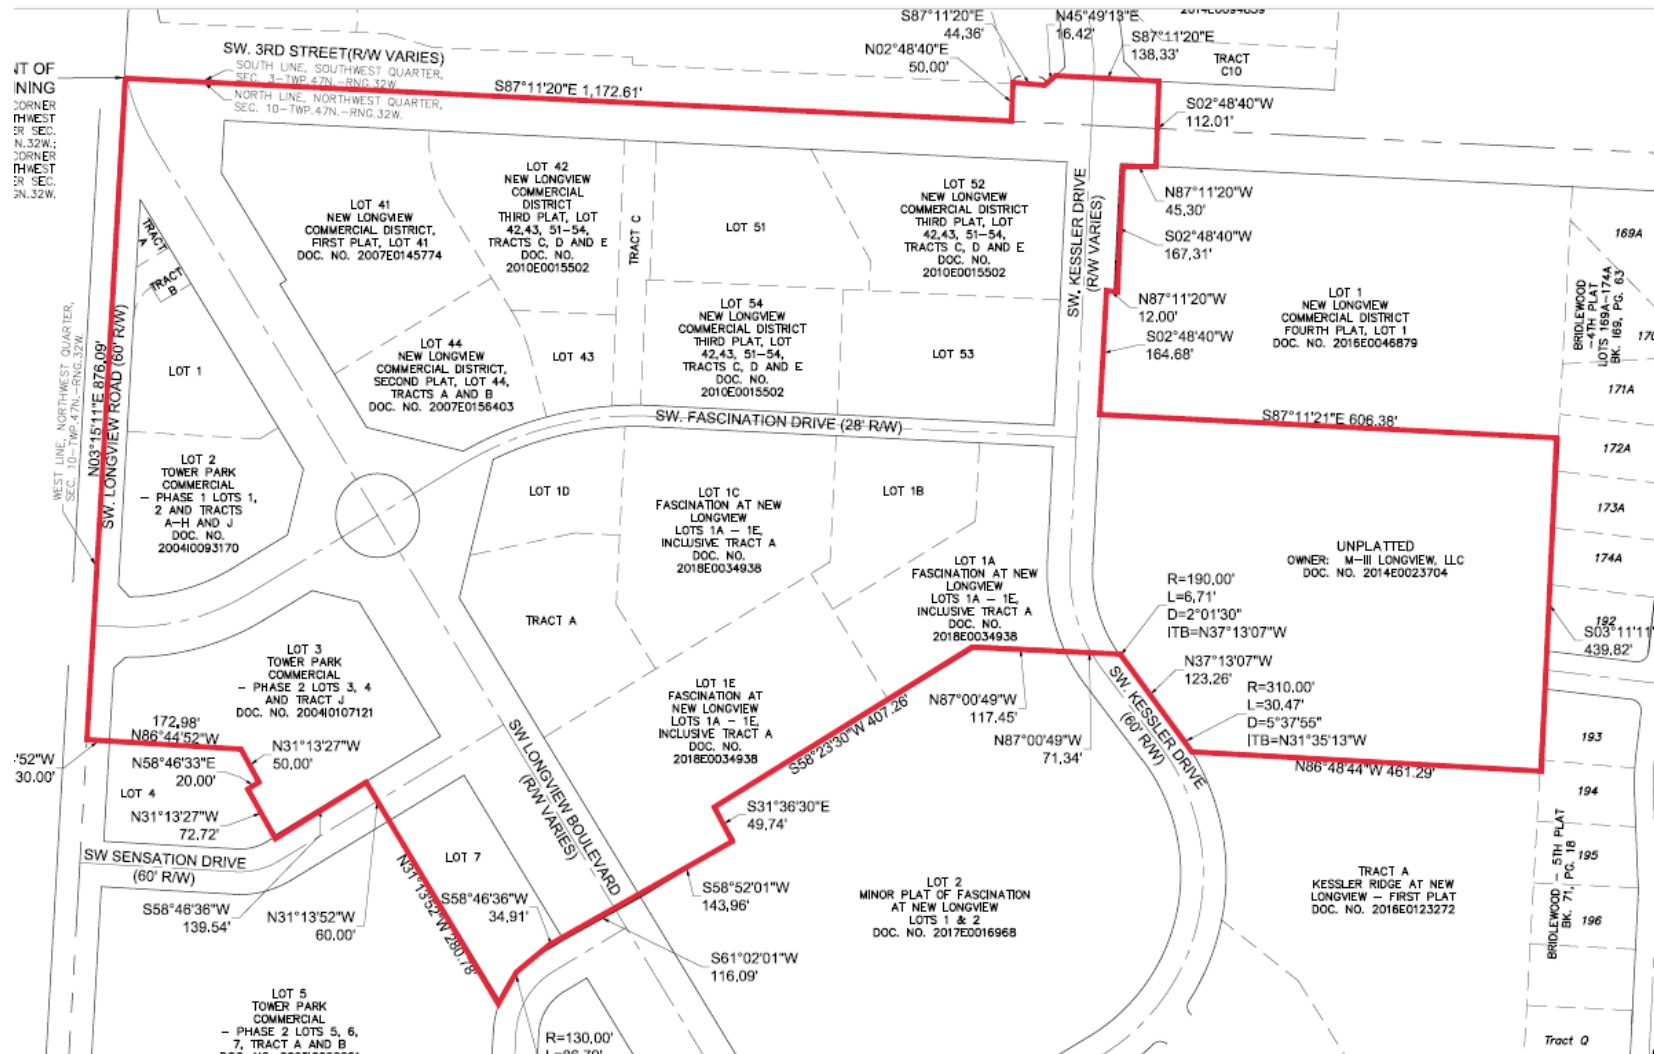 S87°11'20"E
44.36'
N45°49'13"E
16.42'
2014E0094859
S87°11'20"E
138.33'
N02°48'40"E
50.00'
TRACT
C10
SW. 3RD STREET(R/W VARIES)
SOUTH LINE, SOUTHWEST QUARTER,
SEC. 3-TWP.47N.-RNG.32W.
NORTH LINE, NORTHWEST QUARTER,
SEC. 10-TWP.47N.-RNG.32W.
S87°11'20"E 1,172.61'
NT OF
NNING
CORNER
THWEST
ER SEC.
N.32W.;
CORNER
THWEST
ER SEC.
GN.32W.
S02°48'40"W
112.01'
N87°11'20"W
45.30'
S02°48'40"W
167.31'
N87°11'20"W
12.00'
S02°48'40"W
164.68'
LOT 41
NEW LONGVIEW
COMMERCIAL DISTRICT,
FIRST PLAT, LOT 41
DOC. NO. 2007E0145774
LOT 42
NEW LONGVIEW
COMMERCIAL
DISTRICT
THIRD PLAT, LOT
42,43, 51-54,
TRACTS C, D AND E
DOC. NO.
2010E0015502
TRACT C
LOT 51
LOT 52
NEW LONGVIEW
COMMERCIAL DISTRICT
THIRD PLAT, LOT
42,43, 51-54,
TRACTS C, D AND E
DOC. NO.
2010E0015502
SW. KESSLER DRIVE
(R/W VARIES)
TRACT
A
TRACT
B
LOT 1
LOT 44
NEW LONGVIEW
COMMERCIAL DISTRICT,
SECOND PLAT, LOT 44,
TRACTS A AND B
DOC. NO. 2007E0156403
LOT 43
LOT 54
NEW LONGVIEW
COMMERCIAL DISTRICT
THIRD PLAT, LOT
42,43, 51-54,
TRACTS C, D AND E
DOC. NO.
2010E0015502
LOT 53
LOT 1
NEW LONGVIEW
COMMERCIAL DISTRICT
FOURTH PLAT, LOT 1
DOC. NO. 2016E0046879
BRIDLEWOOD
-4TH PLAT
LOTS 169A-174A
BK. I69, PG. 63
169A
170
171A
172A
173A
174A
192
193
194
195
196
Tract Q
WEST LINE, NORTHWEST QUARTER,
SEC. 10-TWP.47N.-RNG.32W.
N03°15'11"E 876.09'
SW. LONGVIEW ROAD (60' R/W)
SW. FASCINATION DRIVE (28' R/W)
S87°11'21"E 606.38'
LOT 2
TOWER PARK
COMMERCIAL
- PHASE 1 LOTS 1,
2 AND TRACTS
A-H AND J
DOC. NO.
2004I0093170
LOT 1D
LOT 1C
FASCINATION AT NEW
LONGVIEW
LOTS 1A - 1E,
INCLUSIVE TRACT A
DOC. NO.
2018E0034938
LOT 1B
LOT 1A
FASCINATION AT NEW
LONGVIEW
LOTS 1A - 1E,
INCLUSIVE TRACT A
DOC. NO.
2018E0034938
UNPLATTED
OWNER: M-III LONGVIEW, LLC
DOC. NO. 2014E0023704
R=190.00'
L=6.71'
D=2°01'30"
ITB=N37°13'07"W
S03°11'11"
439.82'
TRACT A
LOT 3
TOWER PARK
COMMERCIAL
- PHASE 2 LOTS 3, 4
AND TRACT J
DOC. NO. 2004I0107121
LOT 1E
FASCINATION AT
NEW LONGVIEW
LOTS 1A - 1E,
INCLUSIVE TRACT A
DOC. NO.
2018E0034938
N87°00'49"W
117.45'
N87°00'49"W
71.34'
SW. KESSLER DRIVE
(60' R/W)
N37°13'07"W
123.26'
R=310.00'
L=30.47'
D=5°37'55"
ITB=N31°35'13"W
N86°48'44"W 461.29'
172.98'
N86°44'52"W
'52"W
30.00'
N31°13'27"W
50.00'
N58°46'33"E
20.00'
LOT 4
N31°13'27"W
72.72'
SW LONGVIEW BOULEVARD
(R/W VARIES)
S58°23'30"W 407.26'
S31°36'30"E
49.74'
SW SENSATION DRIVE
(60' R/W)
LOT 7
N31°13'52"W 280.78'
S58°46'36"W
139.54'
N31°13'52"W
60.00'
S58°46'36"W
34.91'
S58°52'01"W
143.96'
S61°02'01"W
116.09'
LOT 2
MINOR PLAT OF FASCINATION
AT NEW LONGVIEW
LOTS 1 & 2
DOC. NO. 2017E0016968
TRACT A
KESSLER RIDGE AT NEW
LONGVIEW - FIRST PLAT
DOC. NO. 2016E0123272
BRIDLEWOOD - 5TH PLAT
BK. 71, PG. 18
LOT 5
TOWER PARK
COMMERCIAL
- PHASE 2 LOTS 5, 6,
7, TRACT A AND B
R=130.00'